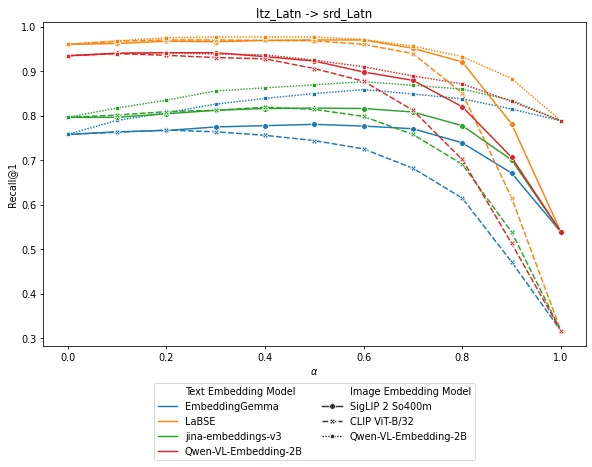 ltz_Latn -> srd_Latn
1.0
0.9
0.8
0.7
0.6
0.5
0.4
0.3
Recall@1
0.0 0.2 0.4 0.6 0.8 1.0
α
Text Embedding Model Image Embedding Model
EmbeddingGemma SigLIP 2 So400m
LaBSE CLIP ViT-B/32
jina-embeddings-v3 Qwen-VL-Embedding-2B
Qwen-VL-Embedding-2B